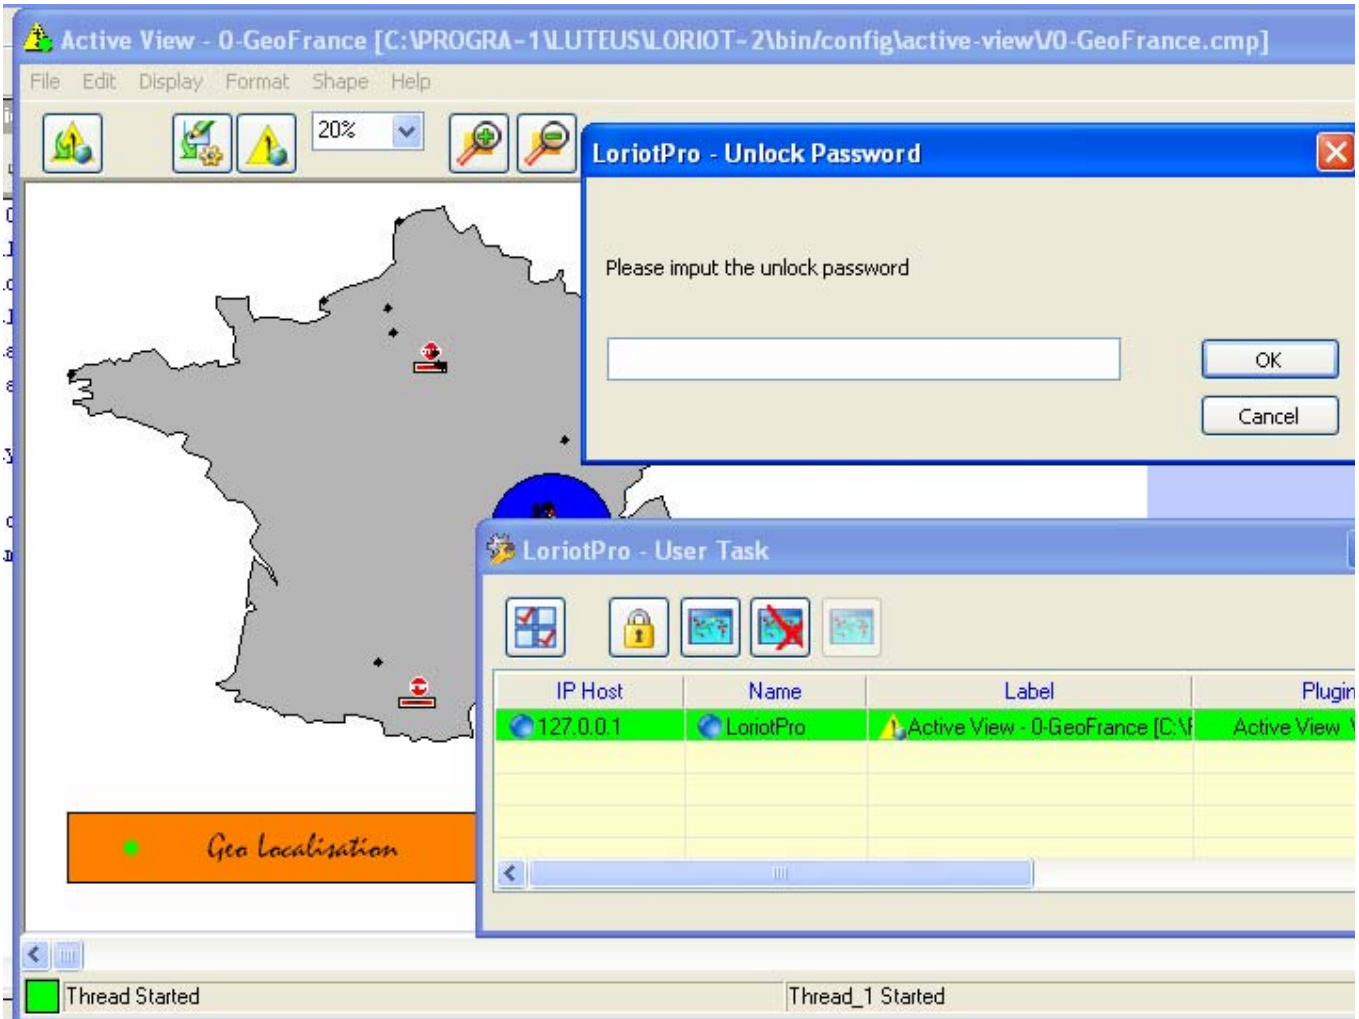 Active View - 0-GeoFrance [C:\PROGRA~1\LUTEUS\LORIOT~2\bin/config\active-view\/0-GeoFrance.cmp]
File Edit Display Format Shape Help
20%
LoriotPro - Unlock Password
Please imput the unlock password
OK
Cancel
LoriotPro - User Task
IP Host Name Label Plugin
127.0.0.1 LoriotPro Active View - 0-GeoFrance [C:\ Active View
Geo Localisation
Thread Started Thread_1 Started